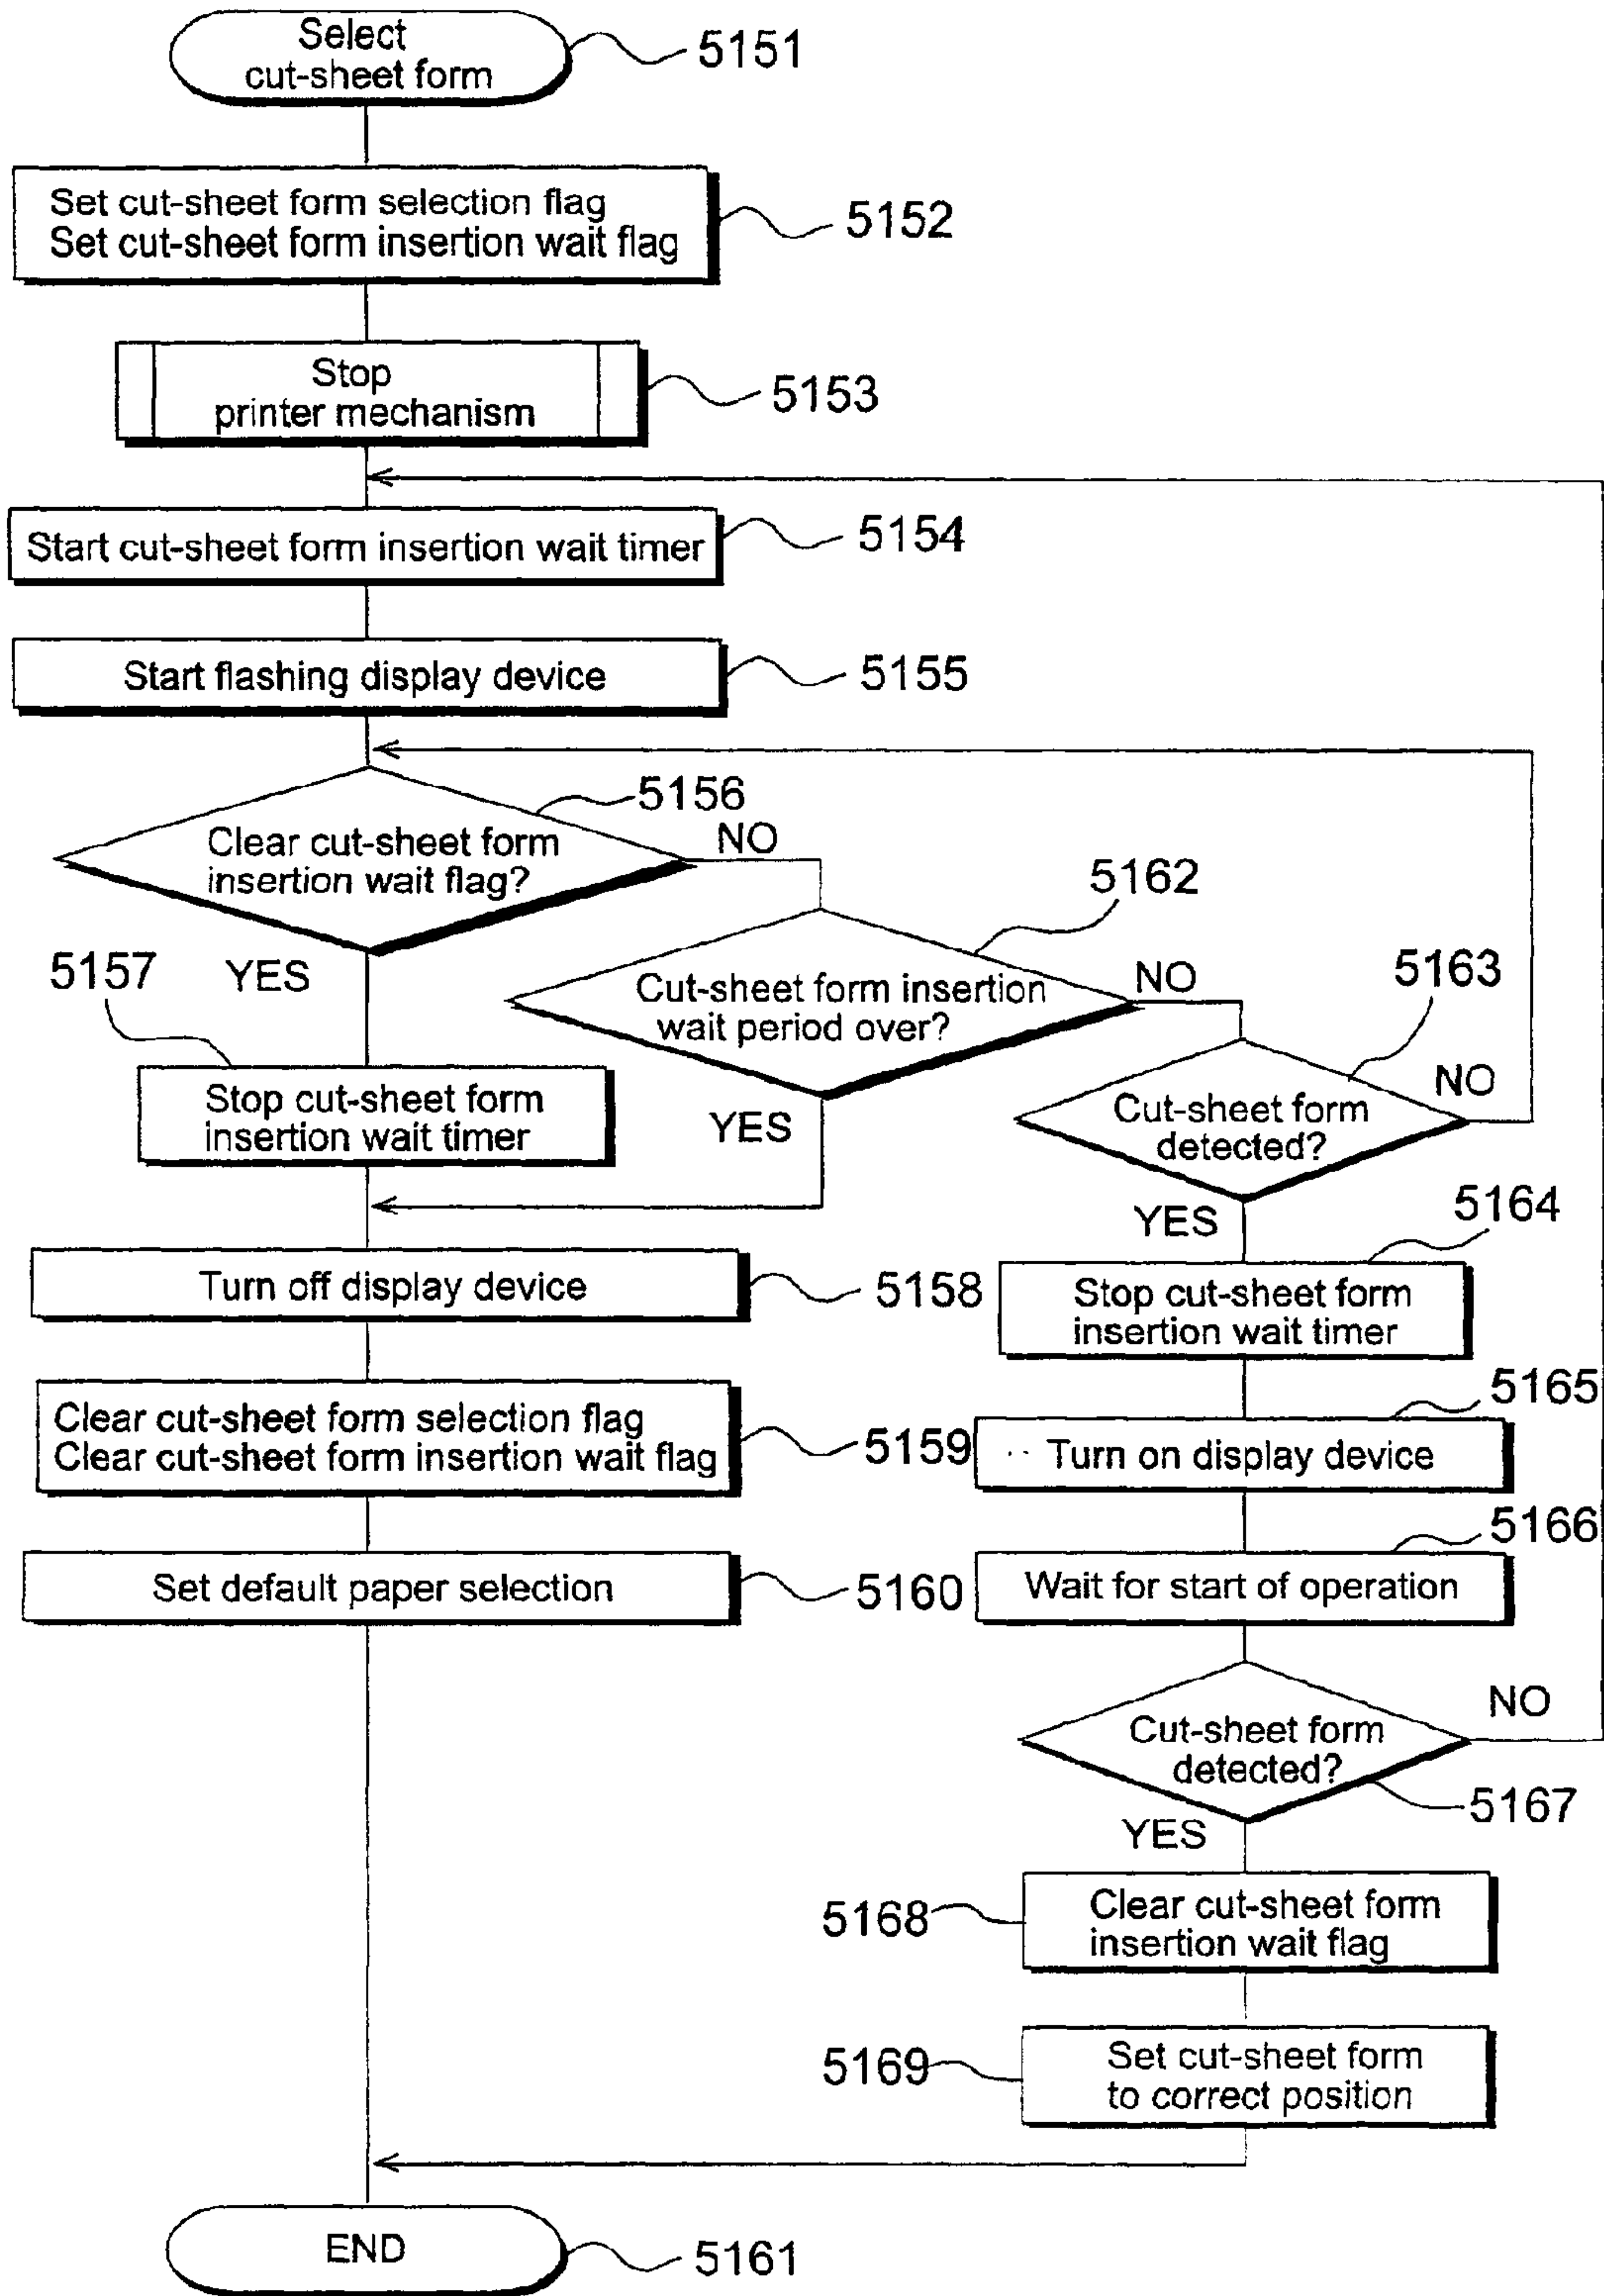 Select
cut-sheet form
5151
Set cut-sheet form selection flag
Set cut-sheet form insertion wait flag
5152
Stop
printer mechanism
5153
Start cut-sheet form insertion wait timer
5154
Start flashing display device
5155
Clear cut-sheet form
insertion wait flag?
5156
NO
YES
5157
Stop cut-sheet form
insertion wait timer
5162
Cut-sheet form insertion
wait period over?
NO
YES
5163
Cut-sheet form
detected?
NO
YES
Turn off display device
5158
5164
Stop cut-sheet form
insertion wait timer
Clear cut-sheet form selection flag
Clear cut-sheet form insertion wait flag
5159
5165
Turn on display device
Set default paper selection
5160
5166
Wait for start of operation
Cut-sheet form
detected?
NO
5167
YES
5168
Clear cut-sheet form
insertion wait flag
5169
Set cut-sheet form
to correct position
END
5161